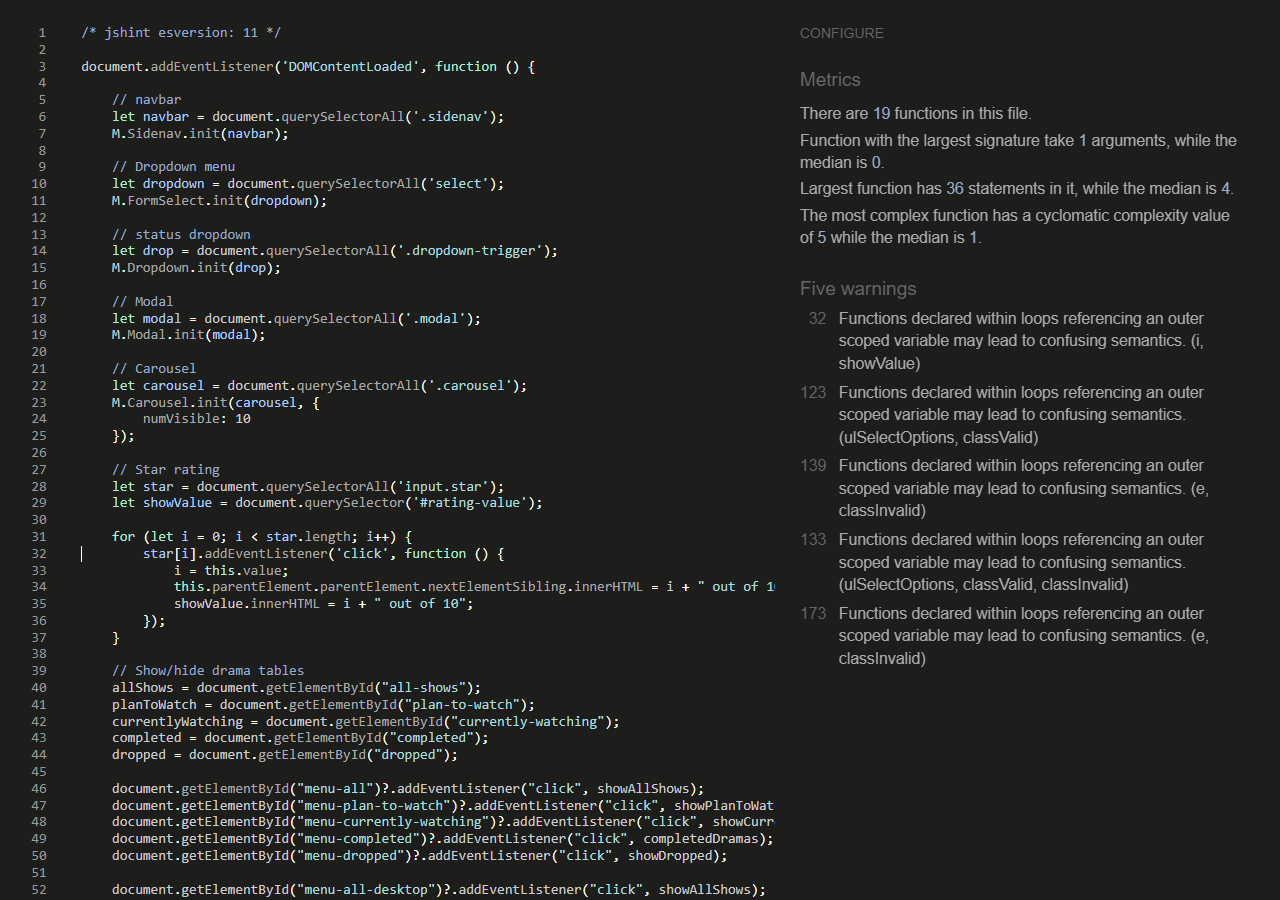 1 /* jshint esversion: 11 */
2
3 document.addEventListener('DOMContentLoaded', function () {
4
5 // navbar
6 let navbar = document.querySelectorAll('.sidenav');
7 M.Sidenav.init(navbar);
8
9 // Dropdown menu
10 let dropdown = document.querySelectorAll('select');
11 M.FormSelect.init(dropdown);
12
13 // status dropdown
14 let drop = document.querySelectorAll('.dropdown-trigger');
15 M.Dropdown.init(drop);
16
17 // Modal
18 let modal = document.querySelectorAll('.modal');
19 M.Modal.init(modal);
20
21 // Carousel
22 let carousel = document.querySelectorAll('.carousel');
23 M.Carousel.init(carousel, {
24 numVisible: 10
25 });
26
27 // Star rating
28 let star = document.querySelectorAll('input.star');
29 let showValue = document.querySelector('#rating-value');
30
31 for (let i = 0; i < star.length; i++) {
32 star[i].addEventListener('click', function () {
33 i = this.value;
34 this.parentElement.parentElement.nextElementSibling.innerHTML = i + " out of 10
35 showValue.innerHTML = i + " out of 10";
36 });
37 }
38
39 // Show/hide drama tables
40 allShows = document.getElementById("all-shows");
41 planToWatch = document.getElementById("plan-to-watch");
42 currentlyWatching = document.getElementById("currently-watching");
43 completed = document.getElementById("completed");
44 dropped = document.getElementById("dropped");
45
46 document.getElementById("menu-all")?.addEventListener("click", showAllShows);
47 document.getElementById("menu-plan-to-watch")?.addEventListener("click", showPlanToWat
48 document.getElementById("menu-currently-watching")?.addEventListener("click", showCurr
49 document.getElementById("menu-completed")?.addEventListener("click", completedDramas);
50 document.getElementById("menu-dropped")?.addEventListener("click", showDropped);
51
52 document.getElementById("menu-all-desktop")?.addEventListener("click", showAllShows);
CONFIGURE
Metrics
There are 19 functions in this file.
Function with the largest signature take 1 arguments, while the
median is 0.
Largest function has 36 statements in it, while the median is 4.
The most complex function has a cyclomatic complexity value
of 5 while the median is 1.
Five warnings
32 Functions declared within loops referencing an outer
scoped variable may lead to confusing semantics. (i,
showValue)
123 Functions declared within loops referencing an outer
scoped variable may lead to confusing semantics.
(ulSelectOptions, classValid)
139 Functions declared within loops referencing an outer
scoped variable may lead to confusing semantics. (e,
classInvalid)
133 Functions declared within loops referencing an outer
scoped variable may lead to confusing semantics.
(ulSelectOptions, classValid, classInvalid)
173 Functions declared within loops referencing an outer
scoped variable may lead to confusing semantics. (e,
classInvalid)